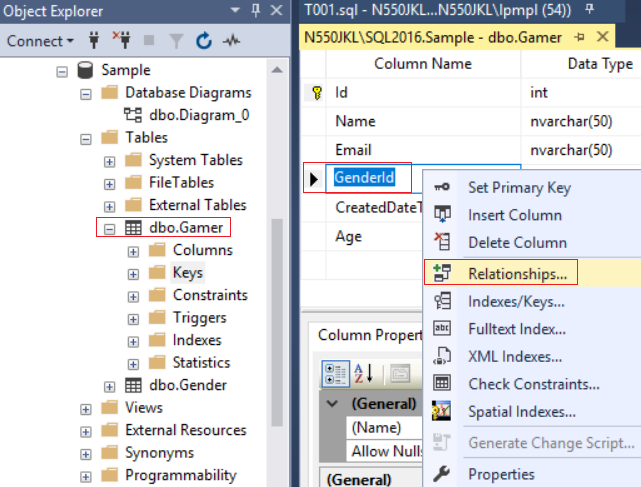 Object Explorer
Connect
Sample
Database Diagrams
dbo.Diagram_0
Tables
System Tables
FileTables
External Tables
dbo.Gamer
Columns
Keys
Constraints
Triggers
Indexes
Statistics
dbo.Gender
Views
External Resources
Synonyms
Programmability
T001.sql - N550JKL...N550JKL\lpmpl (54))
N550JKL\SQL2016.Sample - dbo.Gamer
Column Name Data Type
Id int
Name nvarchar(50)
Email nvarchar(50)
GenderId
CreatedDateT
Age
Set Primary Key
Insert Column
Delete Column
Relationships...
Indexes/Keys...
Fulltext Index...
XML Indexes...
Check Constraints...
Spatial Indexes...
Generate Change Script...
Properties
Column Propert
(General)
(Name)
Allow Nulls
(General)